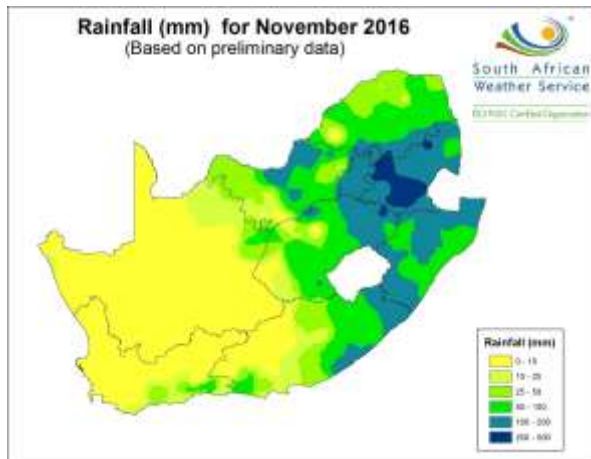 Rainfall (mm) for November 2016
(Based on preliminary data)
South African
Weather Service
Rainfall (mm)
0 - 10
10 - 25
25 - 50
50 - 100
100 - 200
200 - 500